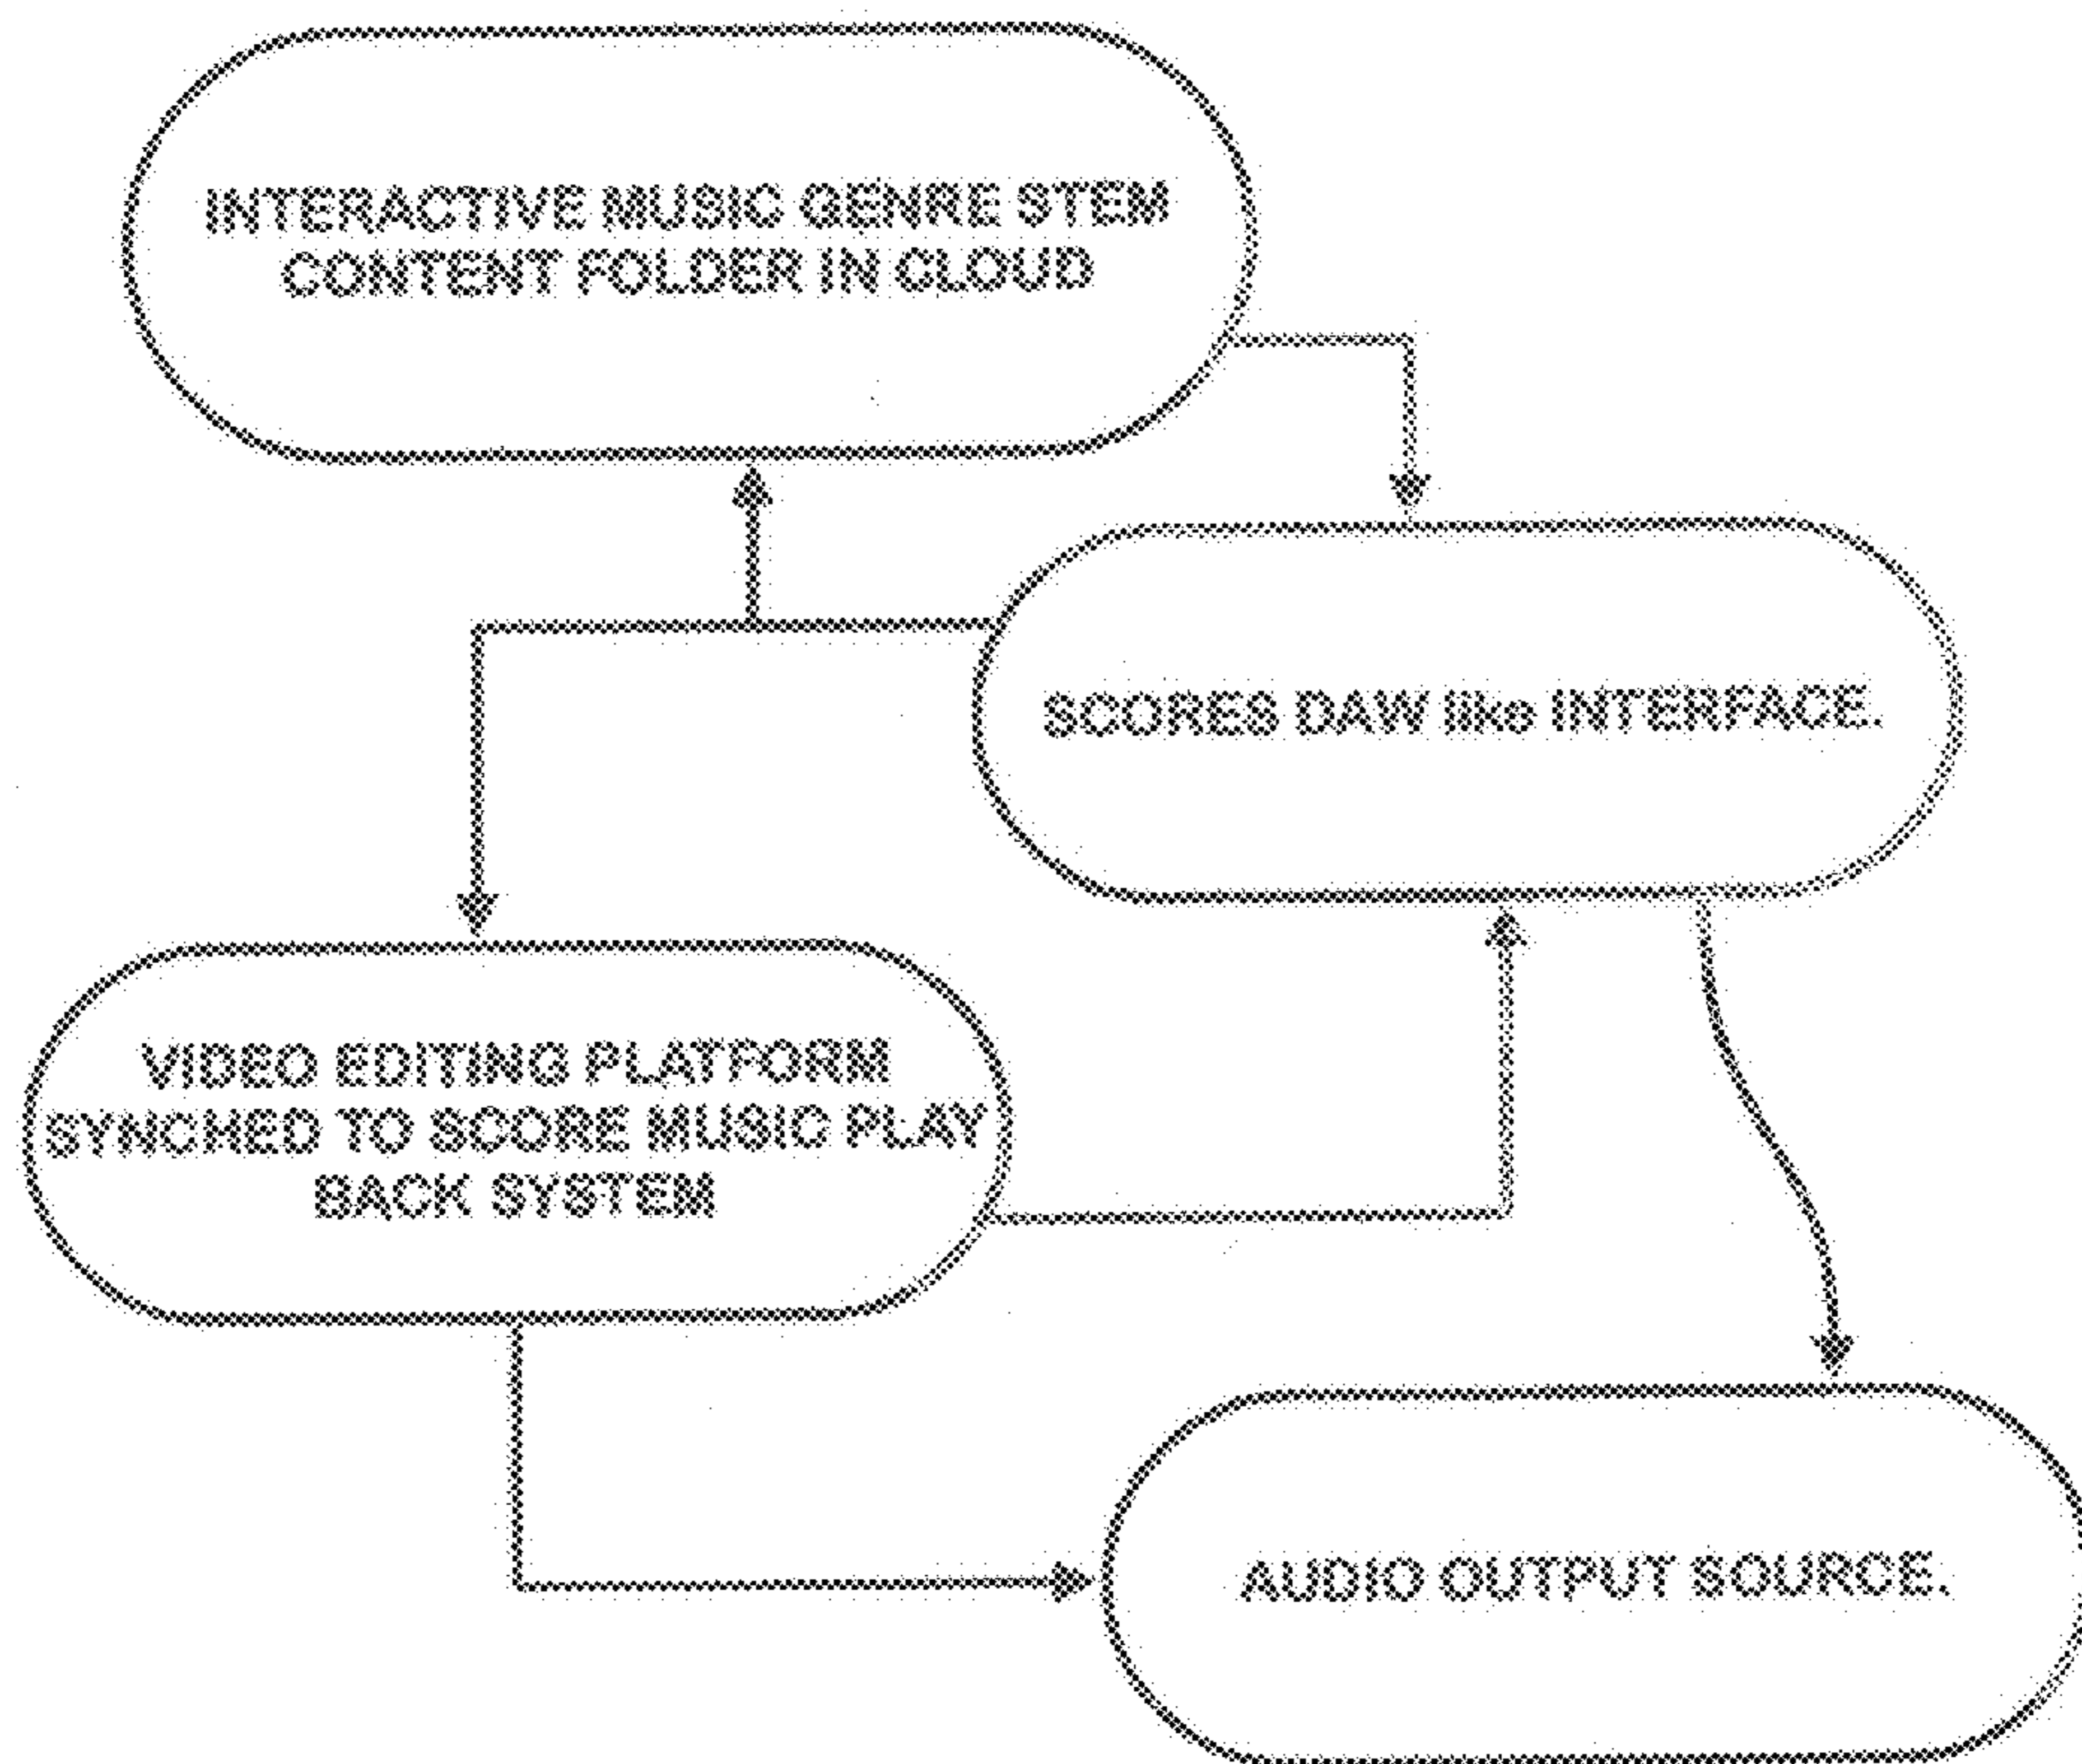 INTERACTIVE MUSIC GENRE STEM
CONTENT FOLDER IN CLOUD
SCORES DAW like INTERFACE.
VIDEO EDITING PLATFORM
SYNCHED TO SCORE MUSIC PLAY
BACK SYSTEM
AUDIO OUTPUT SOURCE.